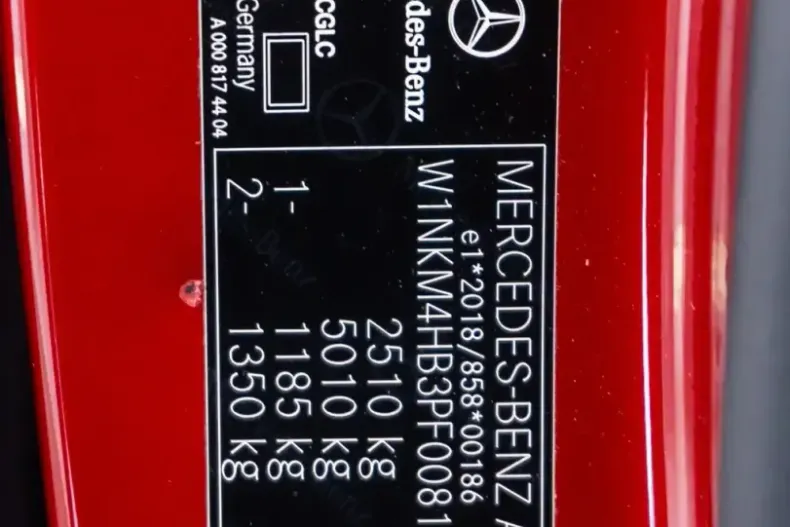 des-Benz
CGLC
Germany
A 000 817 44 04
MERCEDES-BENZ A
e1*2018/858*00186
W1NKM4HB3PF0081
2510 kg
5010 kg
1- 1185 kg
2- 1350 kg